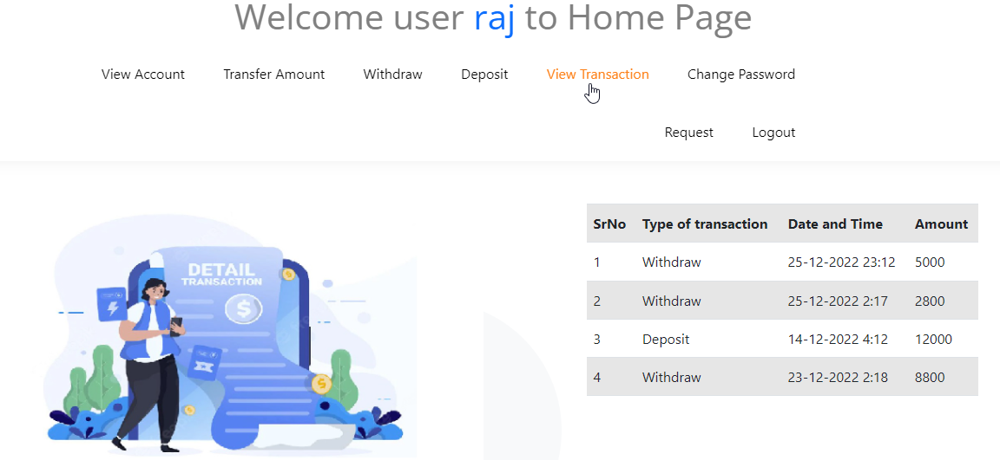 Welcome user raj to Home Page
View Account Transfer Amount Withdraw Deposit View Transaction Change Password
Request Logout
DETAIL
TRANSACTION
SrNo Type of transaction Date and Time Amount
1 Withdraw 25-12-2022 23:12 5000
2 Withdraw 25-12-2022 2:17 2800
3 Deposit 14-12-2022 4:12 12000
4 Withdraw 23-12-2022 2:18 8800